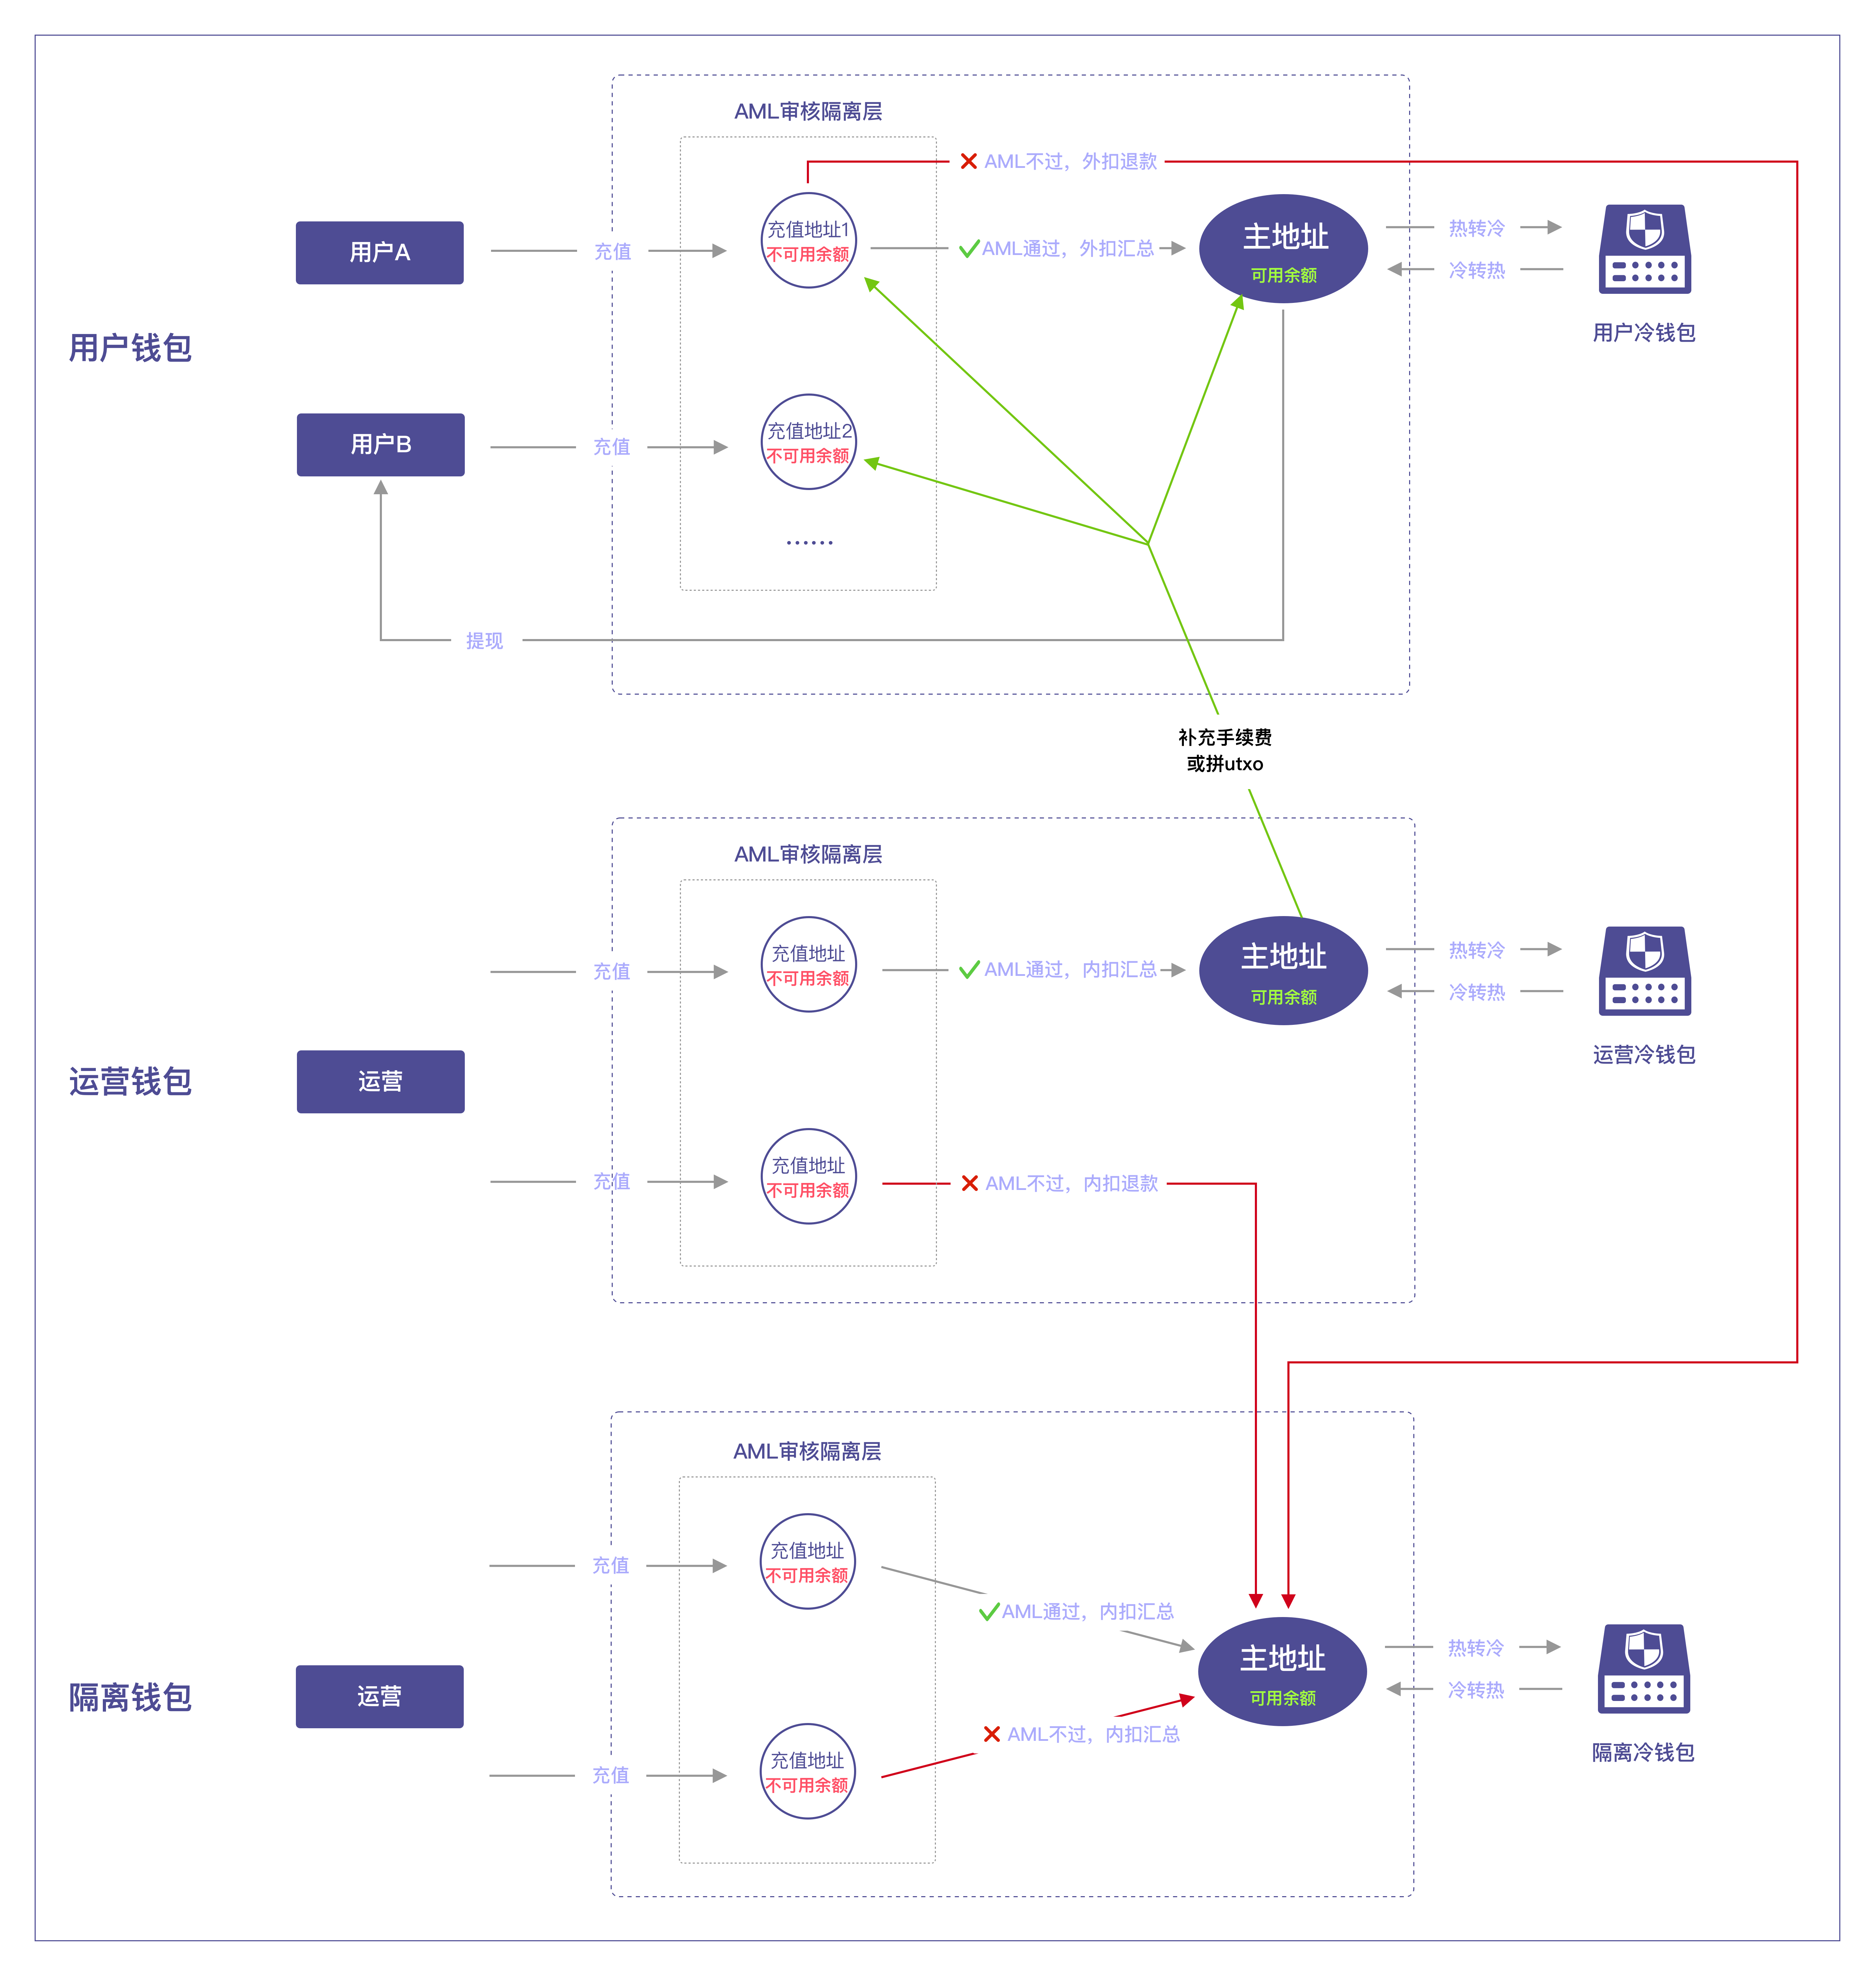 AML审核隔离层
AML不过，外扣退款
用户A
充值
充值地址1
不可用余额
AML通过，外扣汇总
主地址
可用余额
热转冷
冷转热
用户冷钱包
用户钱包
用户B
充值
充值地址2
不可用余额
......
提现
补充手续费
或拼utxo
AML审核隔离层
充值
充值地址
不可用余额
AML通过，内扣汇总
主地址
可用余额
热转冷
冷转热
运营冷钱包
运营钱包
运营
充值
充值地址
不可用余额
AML不过，内扣退款
AML审核隔离层
充值
充值地址
不可用余额
AML通过，内扣汇总
主地址
可用余额
热转冷
冷转热
隔离冷钱包
隔离钱包
运营
AML不过，内扣汇总
充值
充值地址
不可用余额